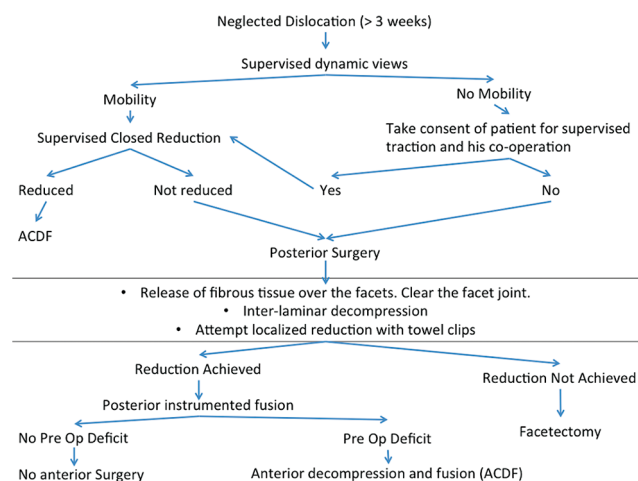 Neglected Dislocation (> 3 weeks)
Supervised dynamic views
Mobility
No Mobility
Supervised Closed Reduction
Take consent of patient for supervised
traction and his co-operation
Reduced
Not reduced
Yes
No
ACDF
Posterior Surgery
• Release of fibrous tissue over the facets. Clear the facet joint.
• Inter-laminar decompression
• Attempt localized reduction with towel clips
Reduction Achieved
Reduction Not Achieved
Posterior instrumented fusion
Facetectomy
No Pre Op Deficit
Pre Op Deficit
No anterior Surgery
Anterior decompression and fusion (ACDF)